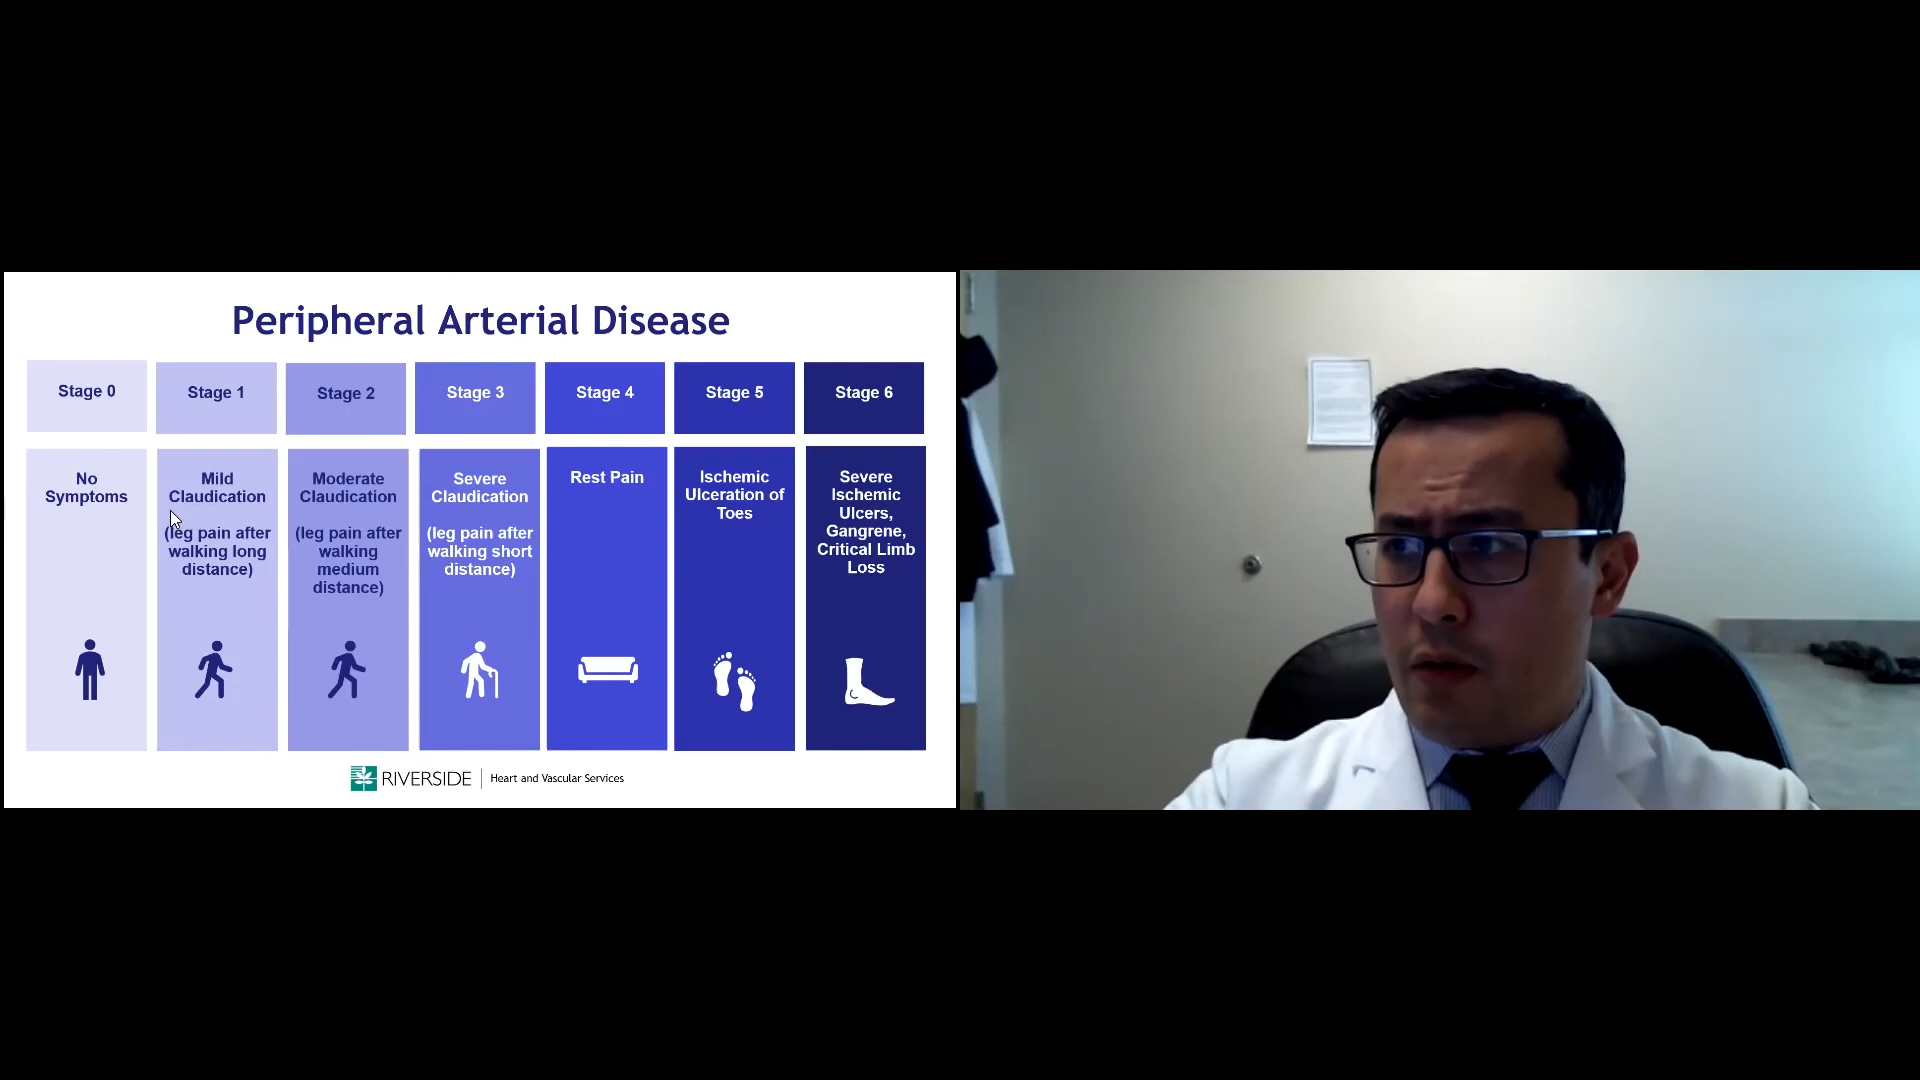 Peripheral Arterial Disease
Stage 0
Stage 1
Stage 2
Stage 3
Stage 4
Stage 5
Stage 6
No
Symptoms
Mild
Claudication
(leg pain after
walking long
distance)
Moderate
Claudication
(leg pain after
walking
medium
distance)
Severe
Claudication
(leg pain after
walking short
distance)
Rest Pain
Ischemic
Ulceration of
Toes
Severe
Ischemic
Ulcers,
Gangrene,
Critical Limb
Loss
RIVERSIDE | Heart and Vascular Services